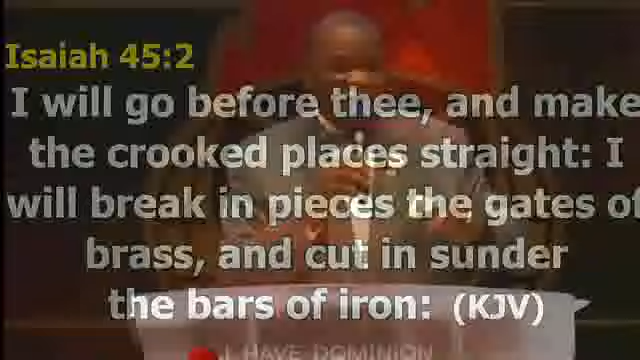 Isaiah 45:2
I will go before thee, and make
the crooked places straight: I
will break in pieces the gates of
brass, and cut in sunder
the bars of iron: (KJV)
I HAVE DOMINION